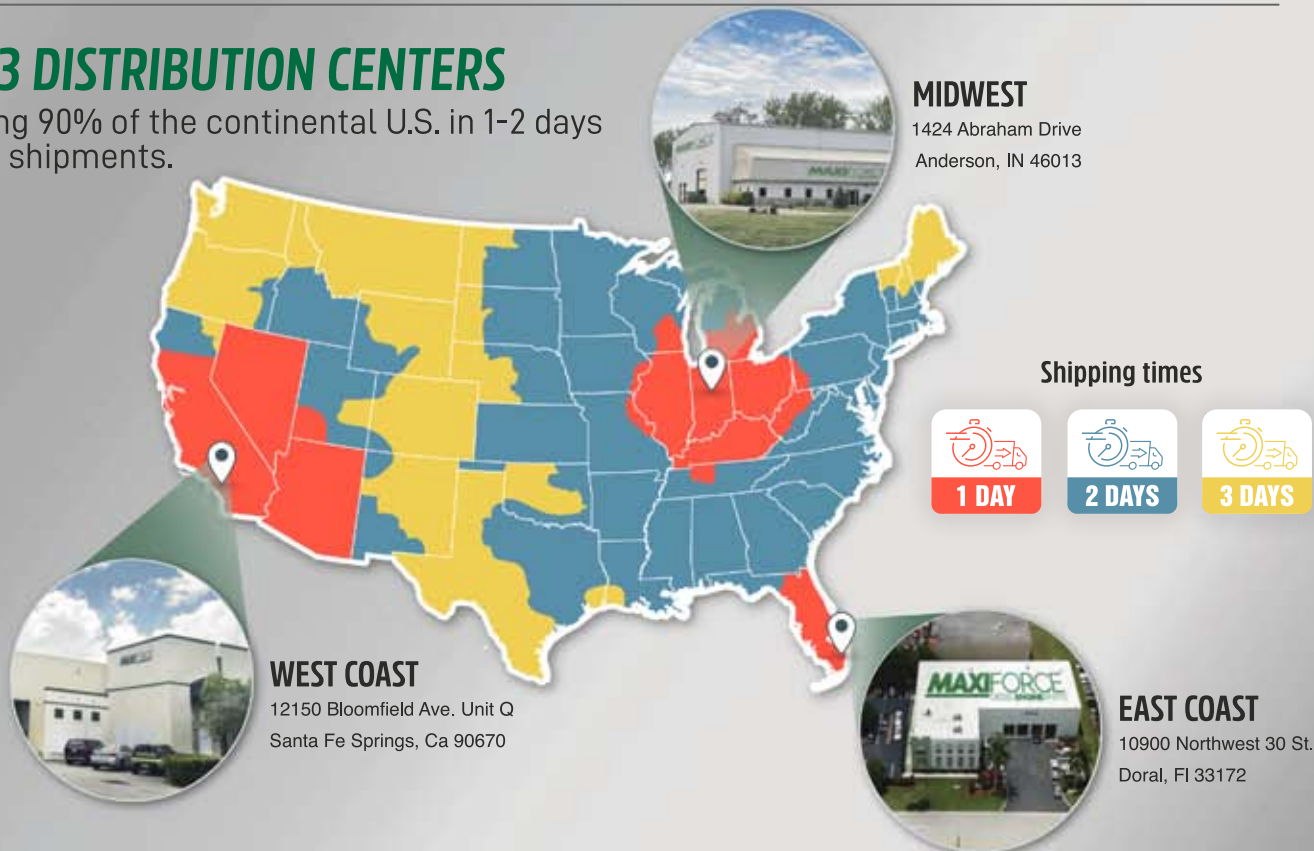 3 DISTRIBUTION CENTERS
ng 90% of the continental U.S. in 1-2 days
shipments.
MIDWEST
1424 Abraham Drive
Anderson, IN 46013
MAXIFORCE
Shipping times
1 DAY
2 DAYS
3 DAYS
WEST COAST
12150 Bloomfield Ave. Unit Q
Santa Fe Springs, Ca 90670
MAXIFORCE
EAST COAST
10900 Northwest 30 St.
Doral, Fl 33172